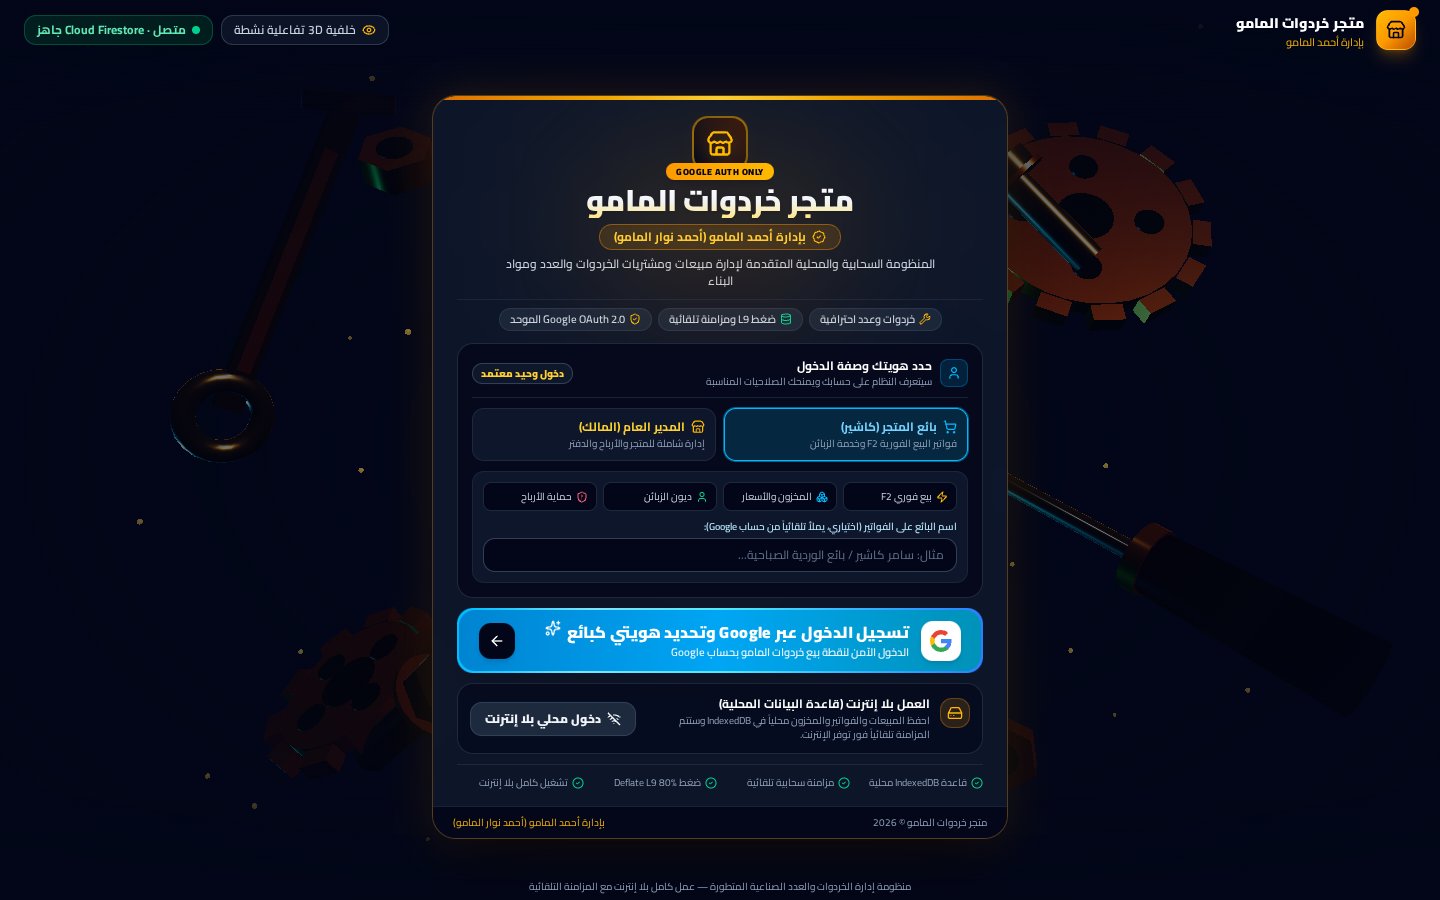 متجر خردوات المامو
بإدارة أحمد المامو
خلفية 3D تفاعلية نشطة
متصل · Cloud Firestore جاهز
GOOGLE AUTH ONLY
متجر خردوات المامو
بإدارة أحمد المامو (أحمد نوار المامو)
المنظومة السحابية والمحلية المتقدمة لإدارة مبيعات ومشتريات الخردوات والعدد ومواد
البناء
خردوات وعدد احترافية
ضغط L9 ومزامنة تلقائية
Google OAuth 2.0 الموحد
حدد هويتك وصفة الدخول
سيتعرف النظام على حسابك ويمنحك الصلاحيات المناسبة
دخول وحيد معتمد
بائع المتجر (كاشير)
فواتير البيع الفورية F2 وخدمة الزبائن
المدير العام (المالك)
إدارة شاملة للمتجر والأرباح والدفتر
بيع فوري F2
المخزون والأسعار
ديون الزبائن
حماية الأرباح
اسم البائع على الفواتير (اختياري، يملأ تلقائياً من حساب Google):
مثال: سامر كاشير / بائع الوردية الصباحية...
تسجيل الدخول عبر Google وتحديد هويتي كبائع
الدخول الآمن لنقطة بيع خردوات المامو بحساب Google
العمل بلا إنترنت (قاعدة البيانات المحلية)
احفظ المبيعات والفواتير والمخزون محلياً في IndexedDB وستتم
المزامنة تلقائياً فور توفر الإنترنت.
دخول محلي بلا إنترنت
قاعدة IndexedDB محلية
مزامنة سحابية تلقائية
ضغط Deflate L9 80%
تشغيل كامل بلا إنترنت
متجر خردوات المامو © 2026
بإدارة أحمد المامو (أحمد نوار المامو)
منظومة إدارة الخردوات والعدد الصناعية المتطورة — عمل كامل بلا إنترنت مع المزامنة التلقائية